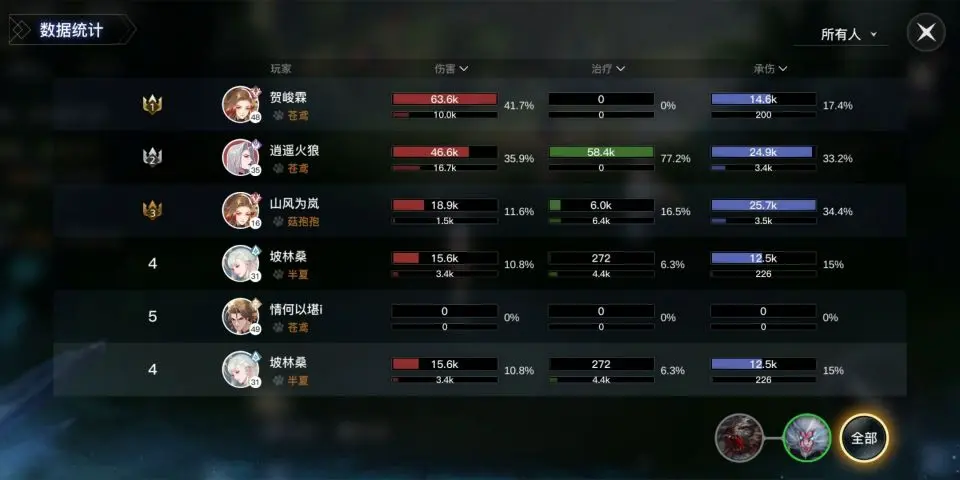 数据统计
所有人
玩家 伤害 治疗 承伤
1 48 贺峻霖 63.6k 41.7% 0 0% 14.6k 17.4%
苍鸢 10.0k 0 200
2 35 逍遥火狼 46.6k 35.9% 58.4k 77.2% 24.9k 33.2%
苍鸢 16.7k 0 3.4k
3 16 山风为岚 18.9k 11.6% 6.0k 16.5% 25.7k 34.4%
菇孢孢 1.5k 6.4k 3.5k
4 31 坡林桑 15.6k 10.8% 272 6.3% 12.5k 15%
半夏 3.4k 4.4k 226
5 49 情何以堪i 0 0% 0 0% 0 0%
苍鸢 0 0 0
4 31 坡林桑 15.6k 10.8% 272 6.3% 12.5k 15%
半夏 3.4k 4.4k 226
全部